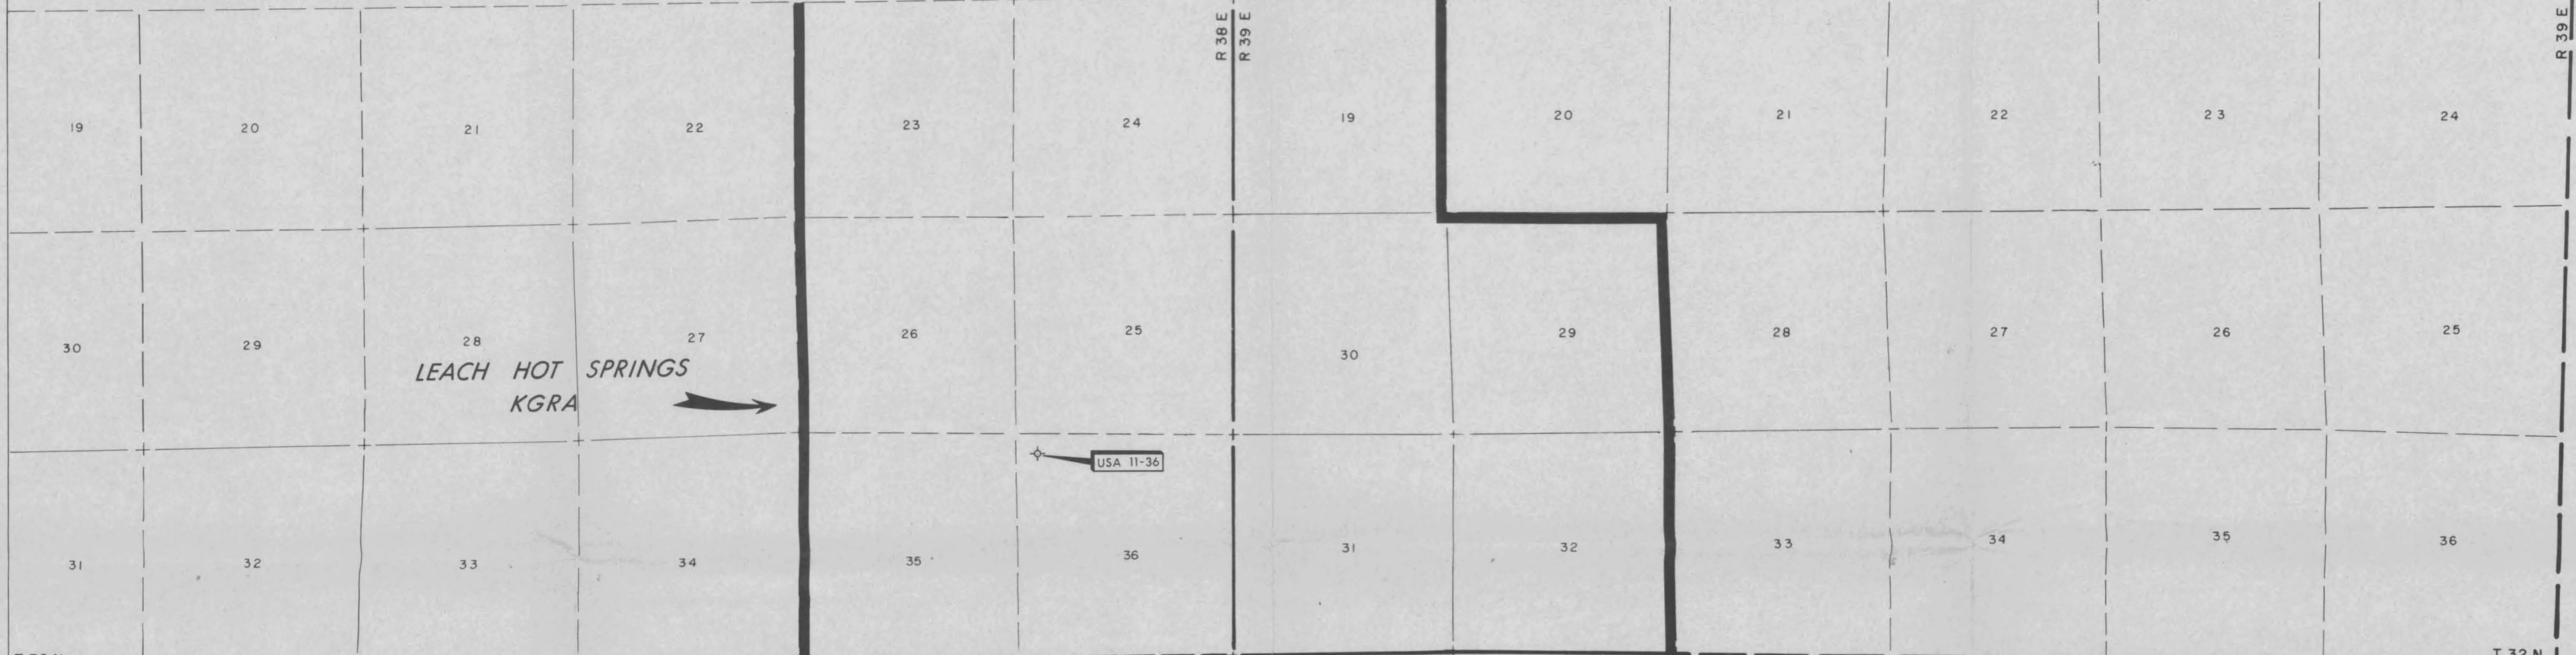 R 38 E
R 39 E
R 39 E
19 20 21 22 23 24 19 20 21 22 23 24
30 29 28 27 26 25 30 29 28 27 26 25
LEACH HOT SPRINGS
KGRA
USA 11-36
31 32 33 34 35 36 31 32 33 34 35 36
T 32 N